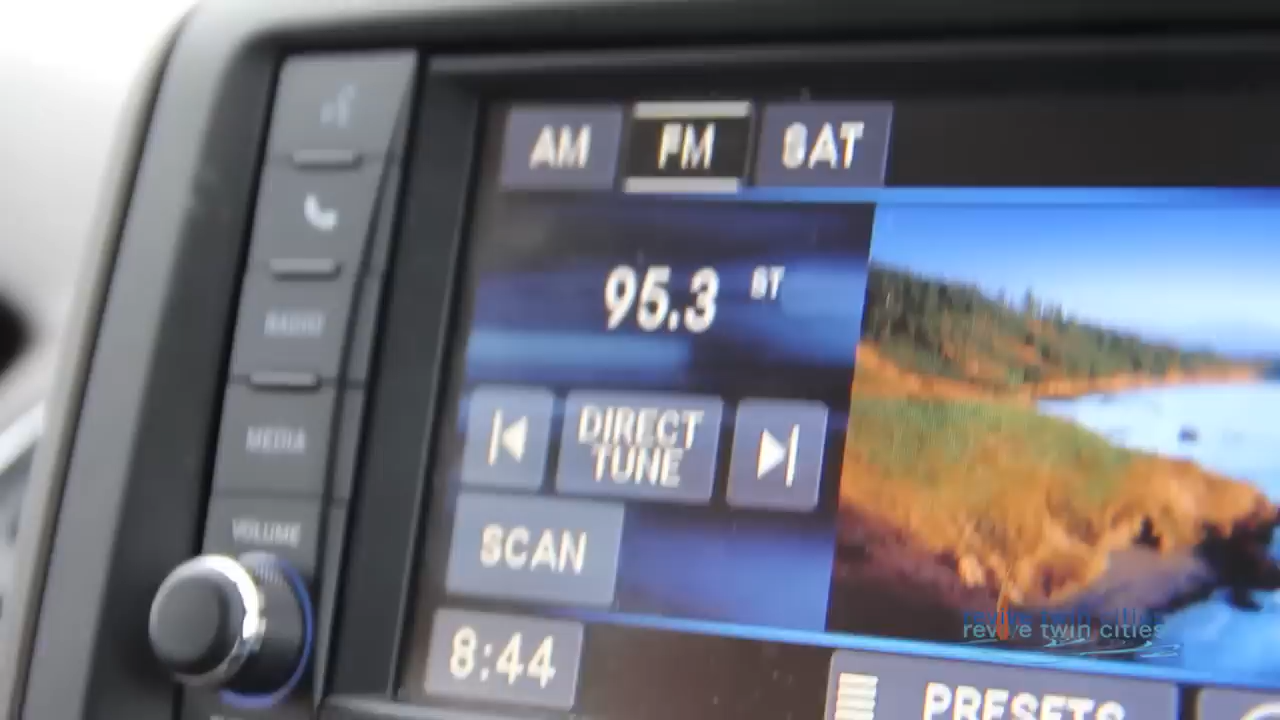 AM FM SAT
95.3 ST
RADIO
DIRECT
TUNE
MEDIA
SCAN
VOLUME
8:44
revive twin cities
PRESETS